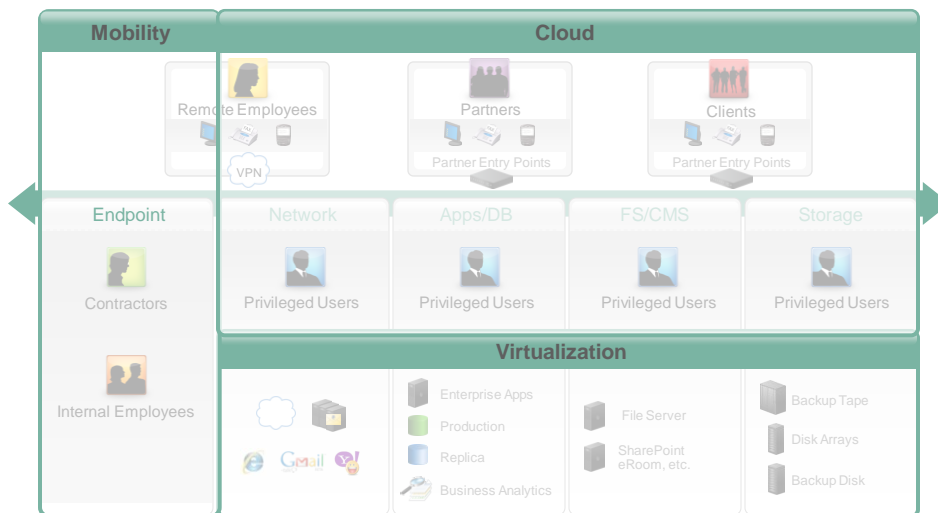 Mobility
Cloud
Remote Employees
Partners
Clients
Partner Entry Points
Partner Entry Points
VPN
Endpoint
Network
Apps/DB
FS/CMS
Storage
Contractors
Privileged Users
Privileged Users
Privileged Users
Privileged Users
Virtualization
Internal Employees
Gmail
Y!
Enterprise Apps
Production
Replica
Business Analytics
File Server
SharePoint
eRoom, etc.
Backup Tape
Disk Arrays
Backup Disk